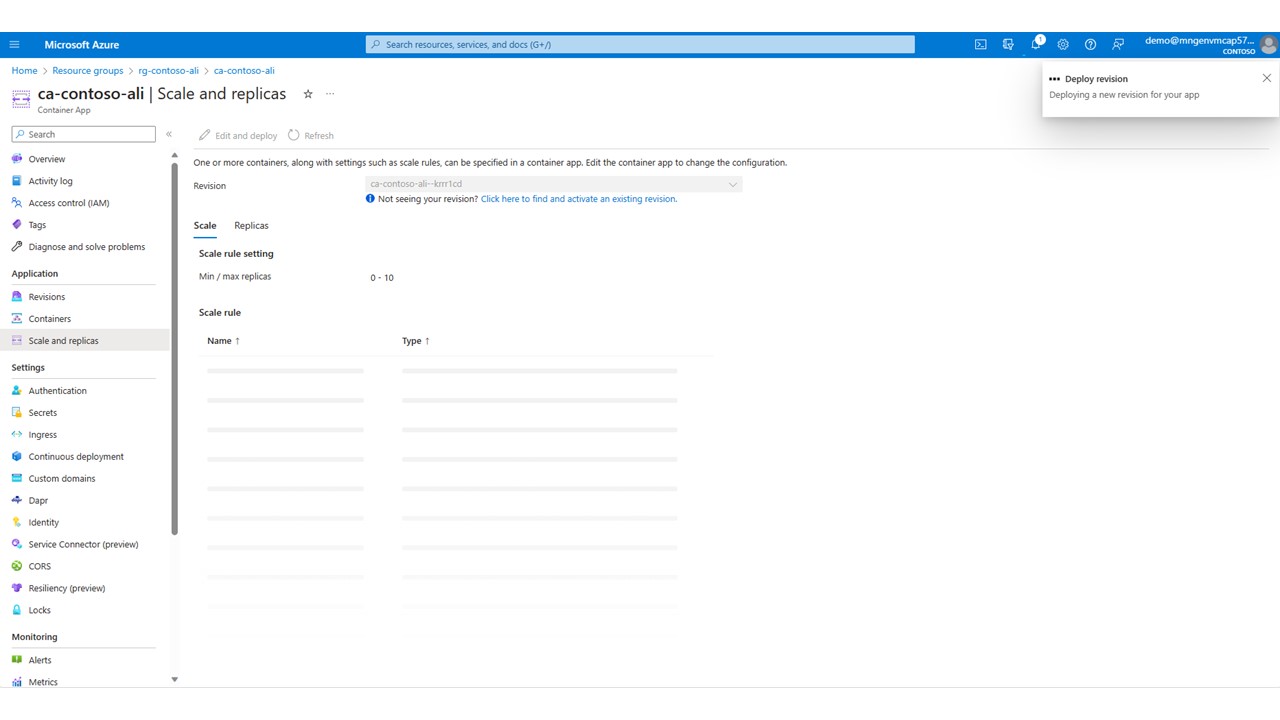 Microsoft Azure
Search resources, services, and docs (G+/)
1
demo@mngenvmcap57...
CONTOSO
Home > Resource groups > rg-contoso-ali > ca-contoso-ali
ca-contoso-ali | Scale and replicas
Container App
Deploy revision
Deploying a new revision for your app
Search
Edit and deploy
Refresh
One or more containers, along with settings such as scale rules, can be specified in a container app. Edit the container app to change the configuration.
Revision
ca-contoso-ali--krrr1cd
Not seeing your revision? Click here to find and activate an existing revision.
Scale
Replicas
Scale rule setting
Min / max replicas
0 - 10
Scale rule
Name ↑
Type ↑
Overview
Activity log
Access control (IAM)
Tags
Diagnose and solve problems
Application
Revisions
Containers
Scale and replicas
Settings
Authentication
Secrets
Ingress
Continuous deployment
Custom domains
Dapr
Identity
Service Connector (preview)
CORS
Resiliency (preview)
Locks
Monitoring
Alerts
Metrics